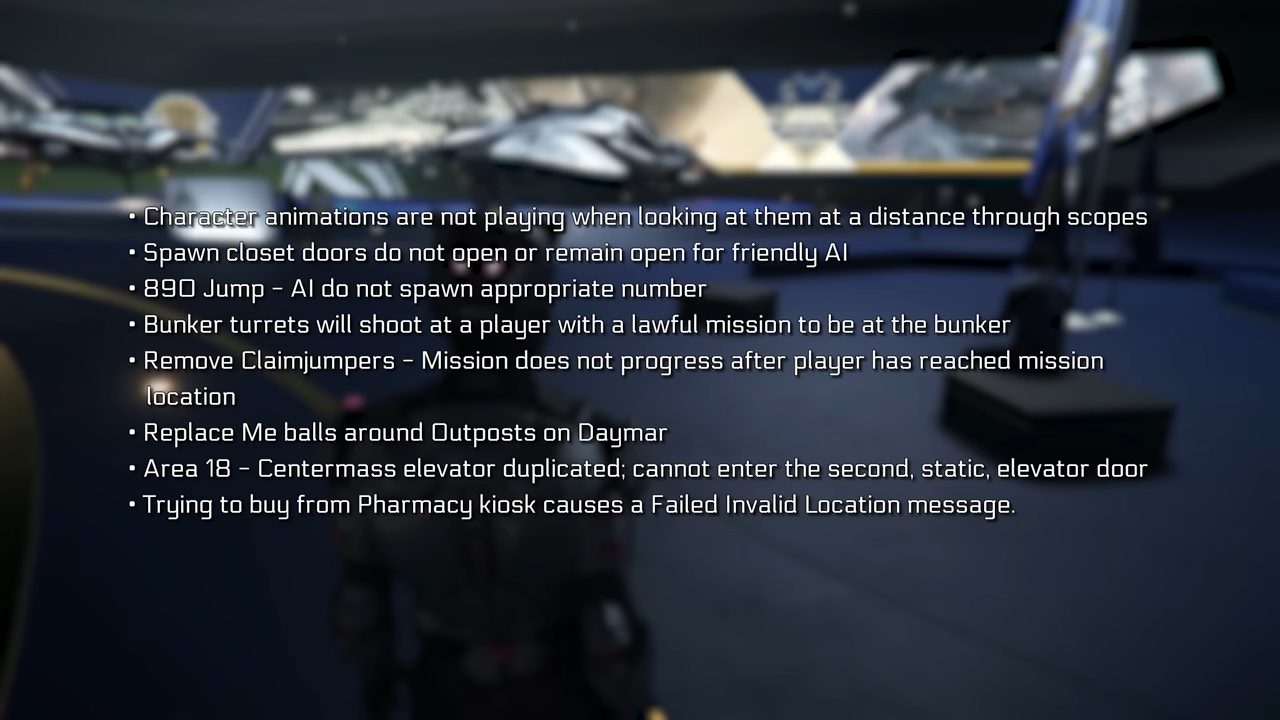 • Character animations are not playing when looking at them at a distance through scopes
• Spawn closet doors do not open or remain open for friendly AI
• 890 Jump - AI do not spawn appropriate number
• Bunker turrets will shoot at a player with a lawful mission to be at the bunker
• Remove Claimjumpers - Mission does not progress after player has reached mission
location
• Replace Me balls around Outposts on Daymar
• Area 18 - Centermass elevator duplicated; cannot enter the second, static, elevator door
• Trying to buy from Pharmacy kiosk causes a Failed Invalid Location message.